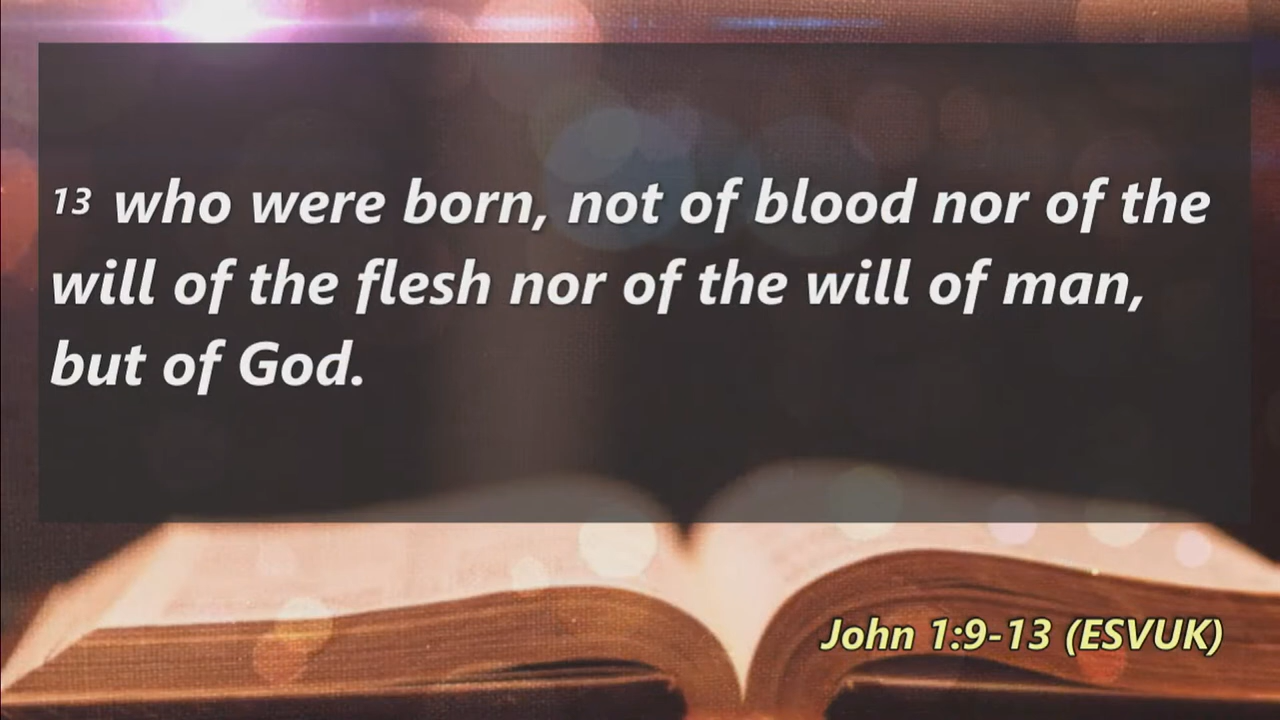 13 who were born, not of blood nor of the
will of the flesh nor of the will of man,
but of God.
John 1:9-13 (ESVUK)